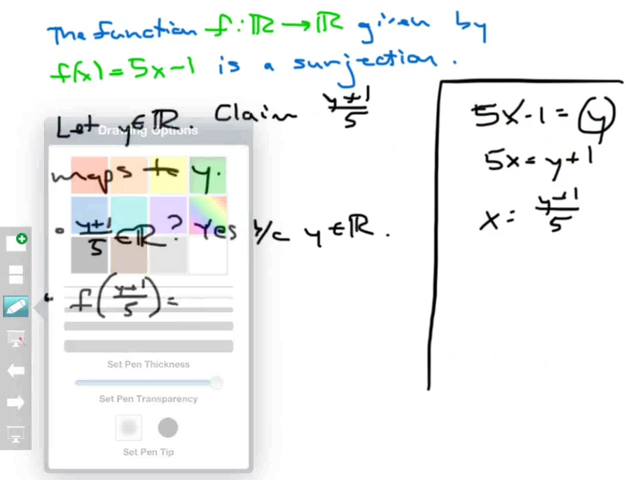 The function f: ℝ → ℝ given by
f(x) = 5x-1 is a surjection.
Let y∈ℝ. Claim (y+1)/5
maps to y.
• (y+1)/5 ∈ℝ? Yes b/c y∈ℝ.
• f((y+1)/5) =
5x-1 = y
5x = y+1
x = (y+1)/5
Drawing Options
Set Pen Thickness
Set Pen Transparency
Set Pen Tip